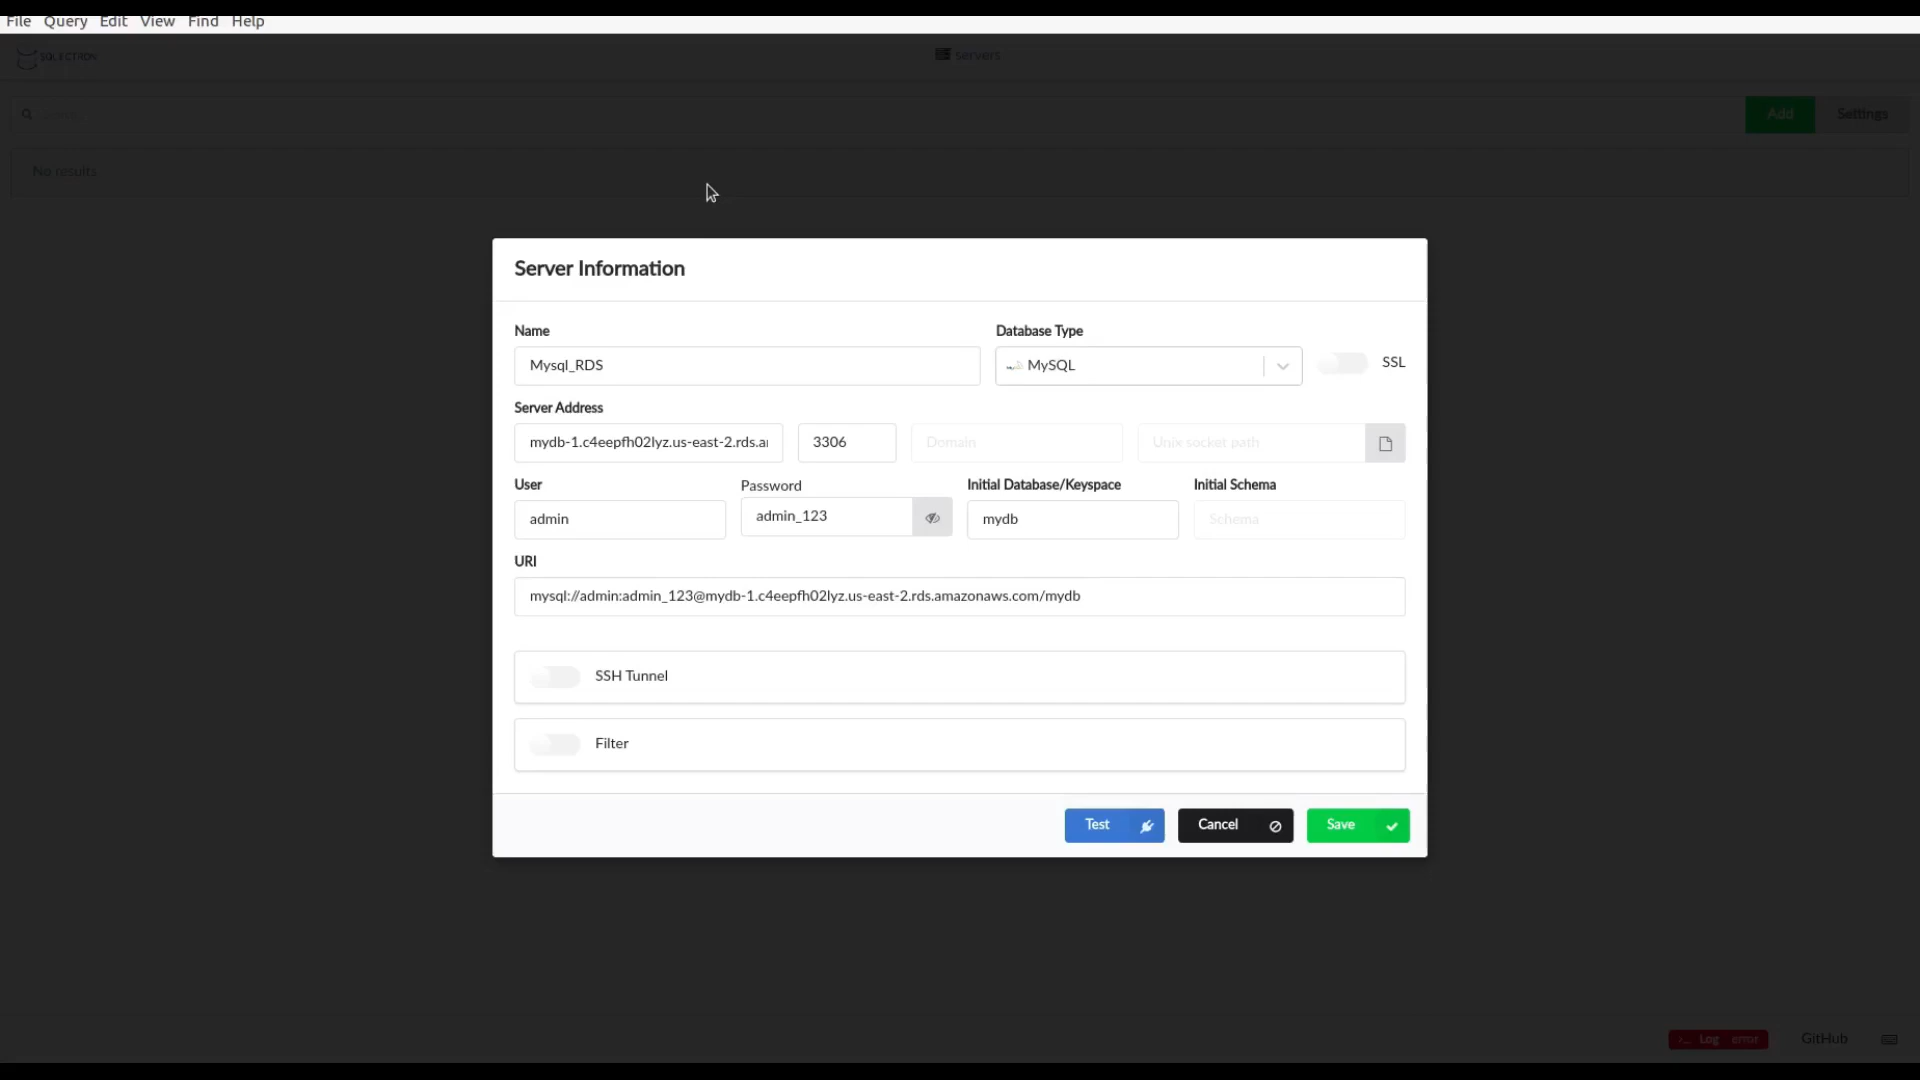 File Query Edit View Find Help
SQLECTRON
servers
Add Settings
No results
Server Information
Name
Database Type
Mysql_RDS
MySQL
SSL
Server Address
mydb-1.c4eepfh02lyz.us-east-2.rds.a
3306
Domain
Unix socket path
User
Password
Initial Database/Keyspace
Initial Schema
admin
admin_123
mydb
Schema
URI
mysql://admin:admin_123@mydb-1.c4eepfh02lyz.us-east-2.rds.amazonaws.com/mydb
SSH Tunnel
Filter
Test
Cancel
Save
Log error
GitHub